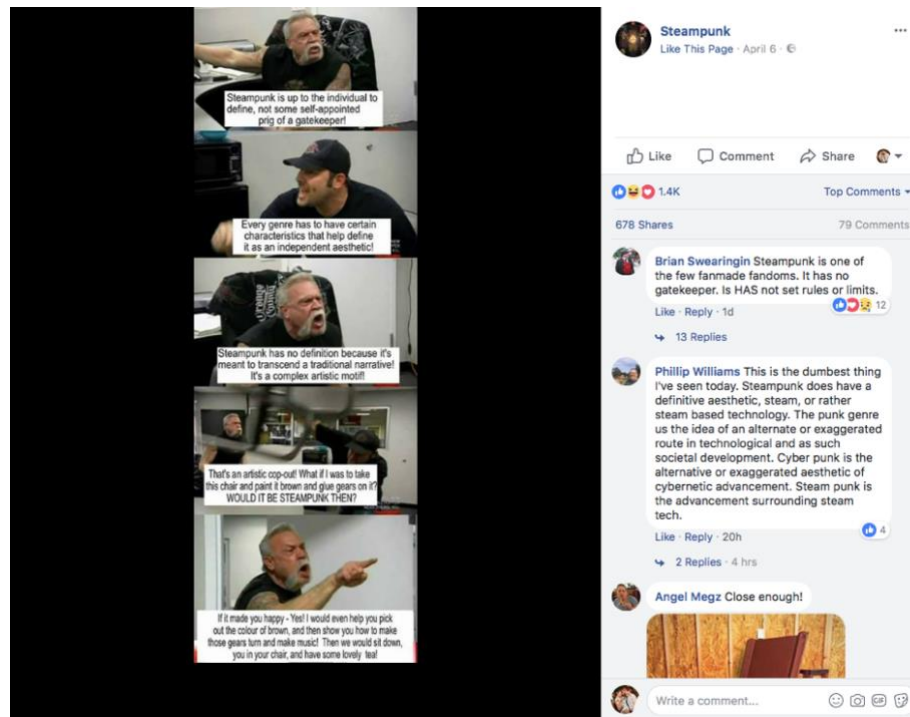 Steampunk is up to the individual to
define, not some self-appointed
prig of a gatekeeper!
Every genre has to have certain
characteristics that help define
it as an independent aesthetic!
Orange
County
Steampunk has no definition because it's
meant to transcend a traditional narrative!
It's a complex artistic motif!
That's an artistic cop-out! What if I was to take
this chair and paint it brown and glue gears on it?
WOULD IT BE STEAMPUNK THEN?
If it made you happy - Yes! I would even help you pick
out the colour of brown, and then show you how to make
those gears turn and make music! Then we would sit down,
you in your chair, and have some lovely tea!
Steampunk
Like This Page · April 6 ·
Like Comment Share
1.4K Top Comments
678 Shares 79 Comments
Brian Swearingin Steampunk is one of
the few fanmade fandoms. It has no
gatekeeper. Is HAS not set rules or limits.
12
Like · Reply · 1d
13 Replies
Phillip Williams This is the dumbest thing
I've seen today. Steampunk does have a
definitive aesthetic, steam, or rather
steam based technology. The punk genre
us the idea of an alternate or exaggerated
route in technological and as such
societal development. Cyber punk is the
alternative or exaggerated aesthetic of
cybernetic advancement. Steam punk is
the advancement surrounding steam
tech.
4
Like · Reply · 20h
2 Replies · 4 hrs
Angel Megz Close enough!
Write a comment...
GIF